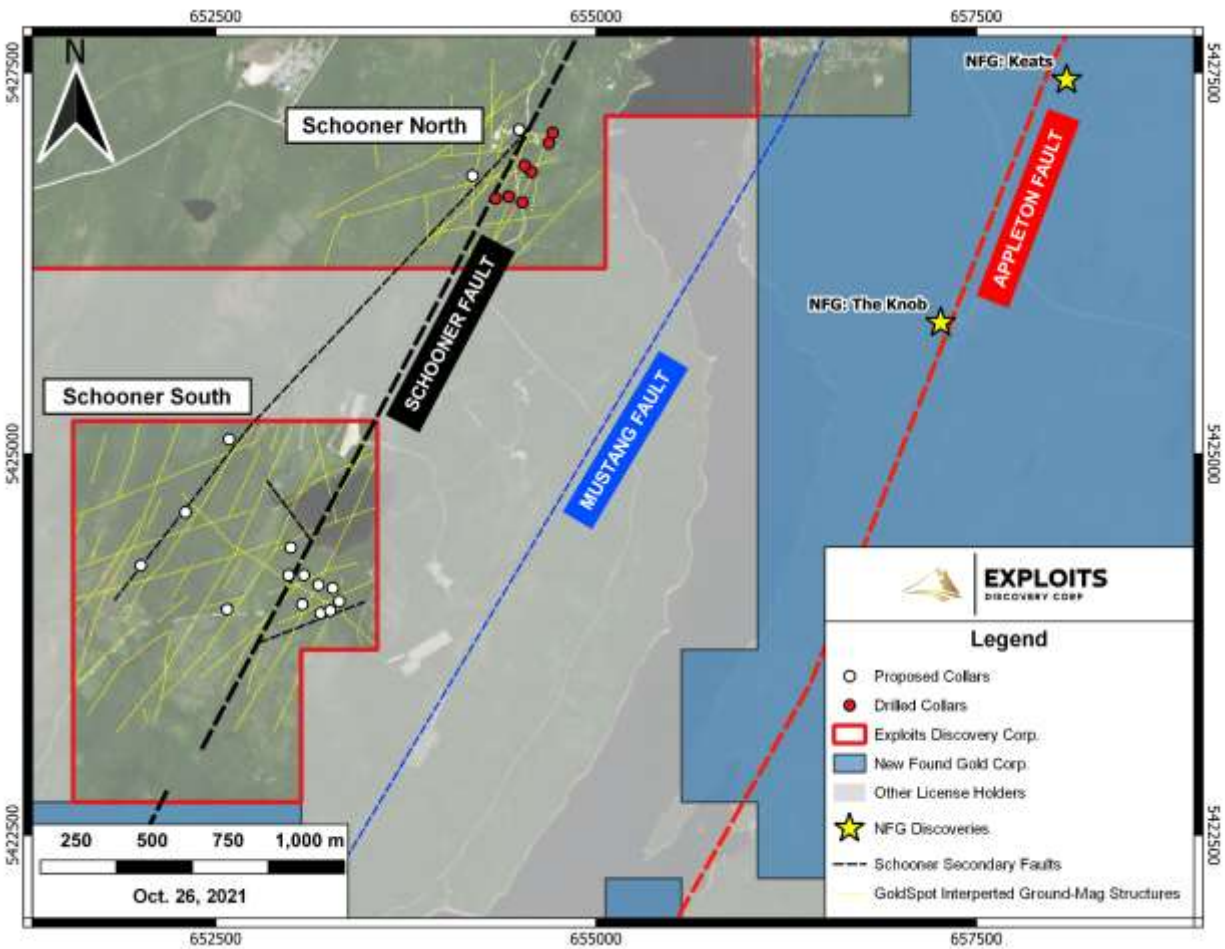 652500
655000
657500
N
NFG: Keats
5427500
5427500
Schooner North
APPLETON FAULT
SCHOONER FAULT
NFG: The Knob
Schooner South
MUSTANG FAULT
5425000
5425000
EXPLOITS
DISCOVERY CORP
Legend
Proposed Collars
Drilled Collars
Exploits Discovery Corp.
New Found Gold Corp.
Other License Holders
NFG Discoveries
Schooner Secondary Faults
GoldSpot Interperted Ground-Mag Structures
5422500
5422500
250 500 750 1,000 m
Oct. 26, 2021
652500
655000
657500